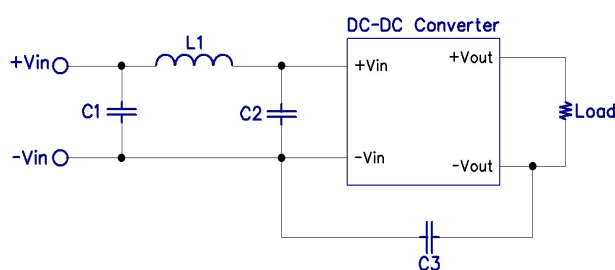 DC-DC Converter
L1
+Vin
+Vin
+Vout
C1
C2
Load
-Vin
-Vin
-Vout
C3